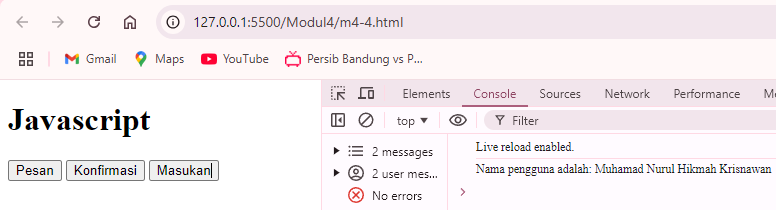 127.0.0.1:5500/Modul4/m4-4.html
Gmail Maps YouTube Persib Bandung vs P...
Javascript
Pesan Konfirmasi Masukan
Elements Console Sources Network Performance
top Filter
2 messages
2 user mes...
No errors
Live reload enabled.
Nama pengguna adalah: Muhamad Nurul Hikmah Krisnawan